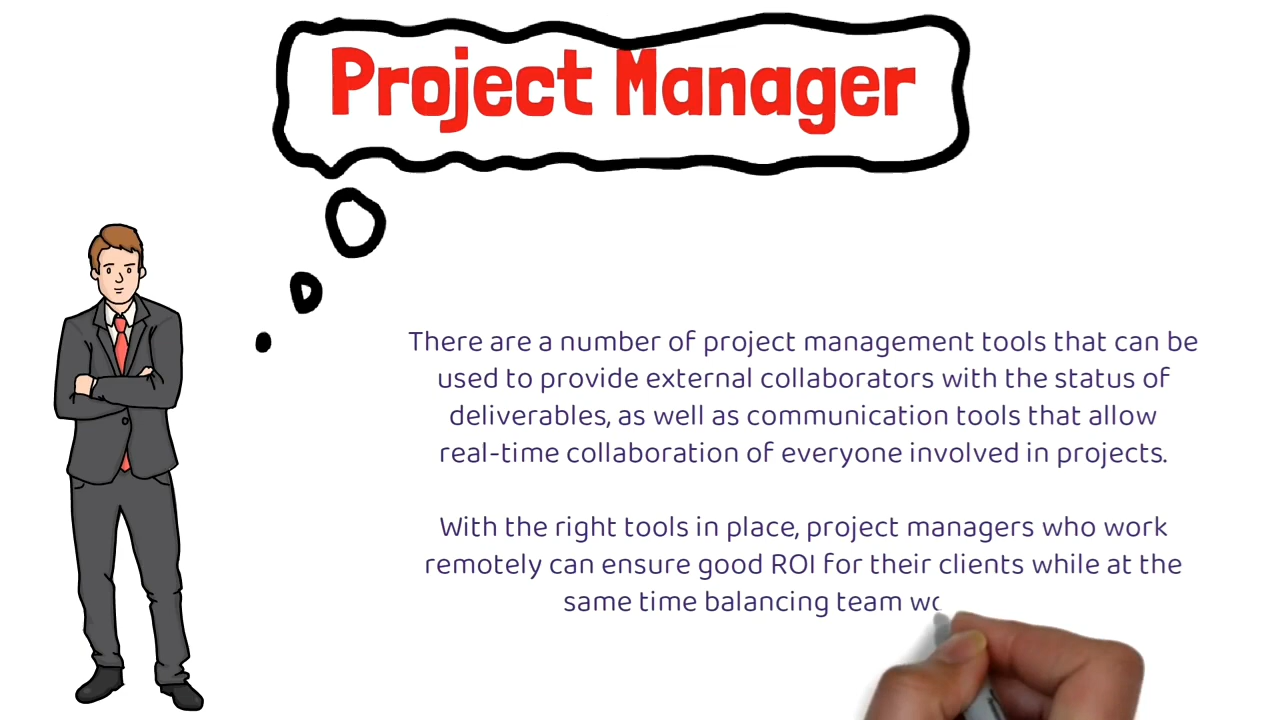 Project Manager
There are a number of project management tools that can be
used to provide external collaborators with the status of
deliverables, as well as communication tools that allow
real-time collaboration of everyone involved in projects.
With the right tools in place, project managers who work
remotely can ensure good ROI for their clients while at the
same time balancing team